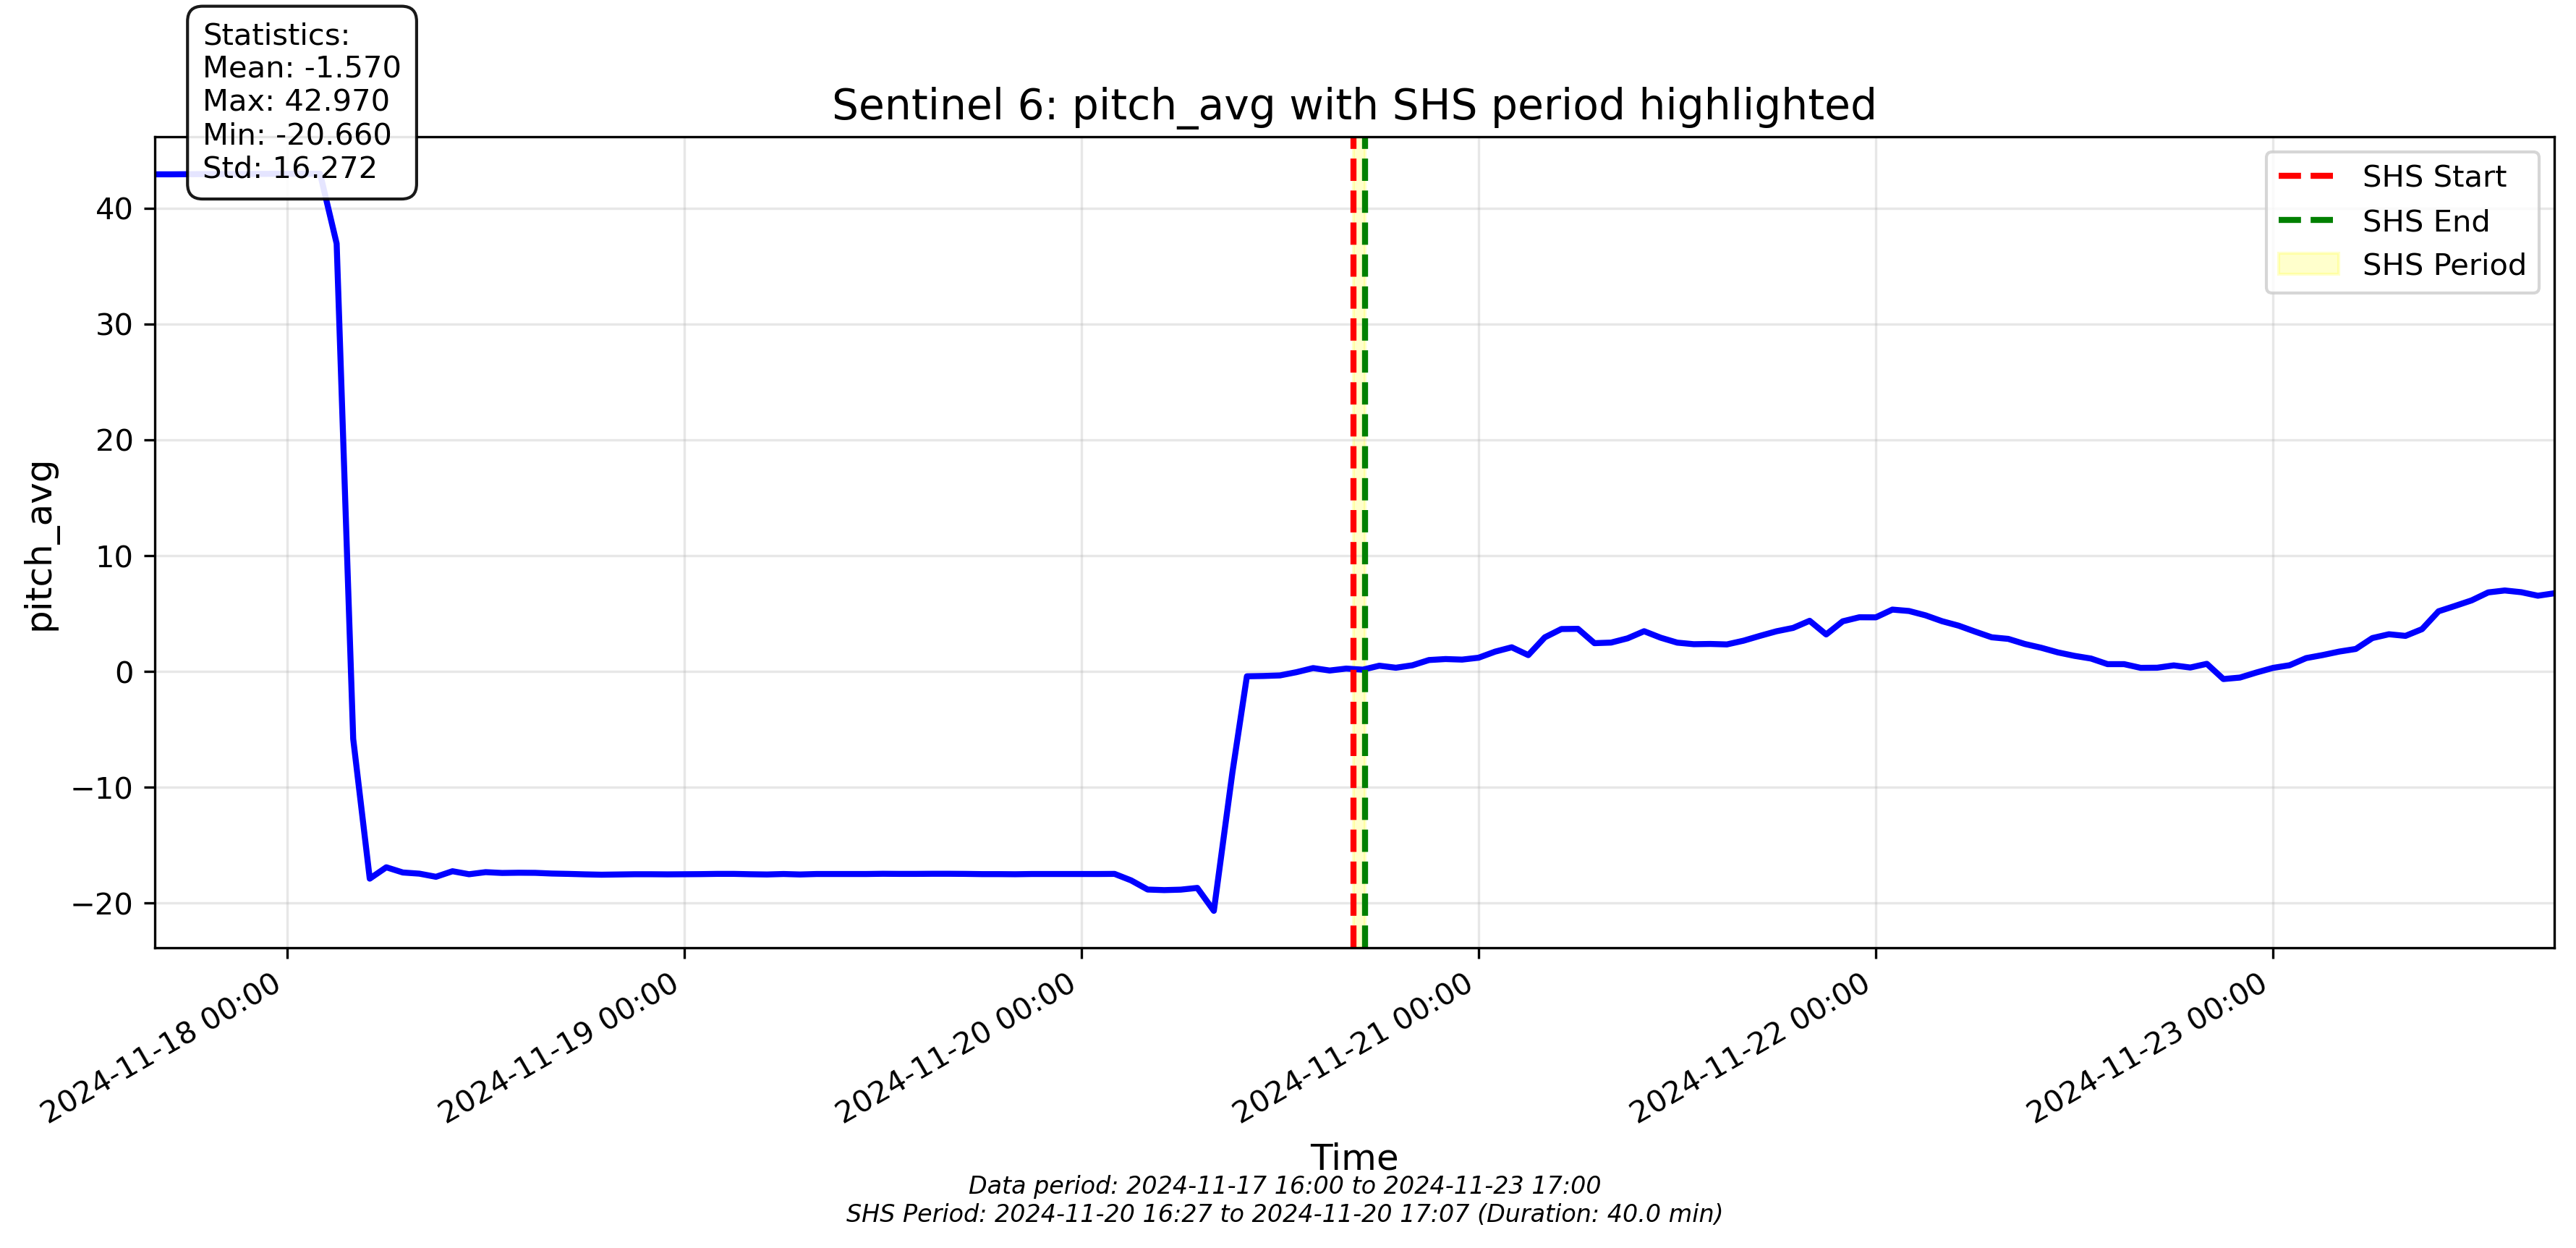 Statistics:
Mean: -1.570
Max: 42.970
Min: -20.660
Std: 16.272
Sentinel 6: pitch_avg with SHS period highlighted
SHS Start
SHS End
SHS Period
pitch_avg
40
30
20
10
0
−10
−20
2024-11-18 00:00
2024-11-19 00:00
2024-11-20 00:00
2024-11-21 00:00
2024-11-22 00:00
2024-11-23 00:00
Time
Data period: 2024-11-17 16:00 to 2024-11-23 17:00
SHS Period: 2024-11-20 16:27 to 2024-11-20 17:07 (Duration: 40.0 min)